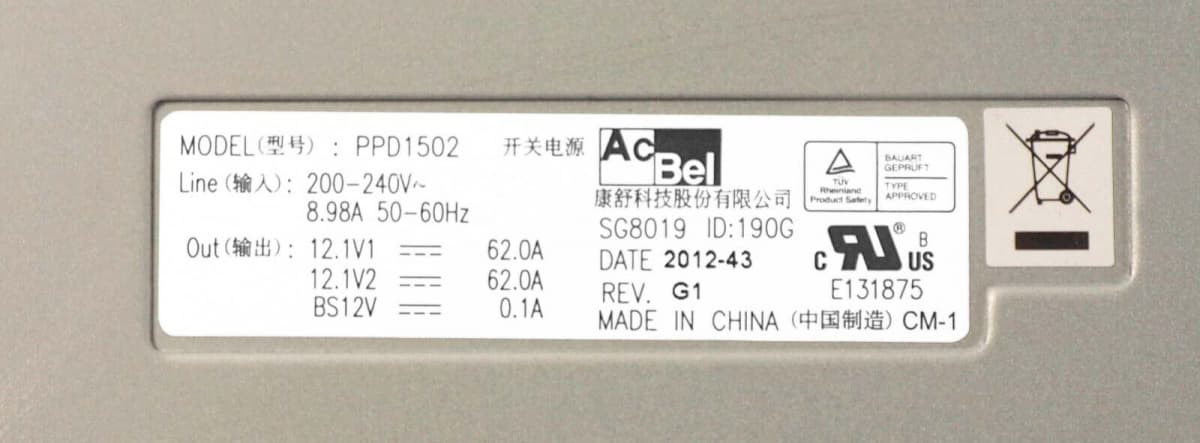 MODEL(型号) : PPD1502 开关电源
Line(输入): 200-240V~
8.98A 50-60Hz
Out(输出): 12.1V1 ⎓ 62.0A
12.1V2 ⎓ 62.0A
BS12V ⎓ 0.1A
AcBel
康舒科技股份有限公司
SG8019 ID:190G
DATE 2012-43
REV. G1
MADE IN CHINA (中国制造) CM-1
TÜV
Rheinland
Product Safety
BAUART
GEPRÜFT
TYPE
APPROVED
c RU ® B US
E131875